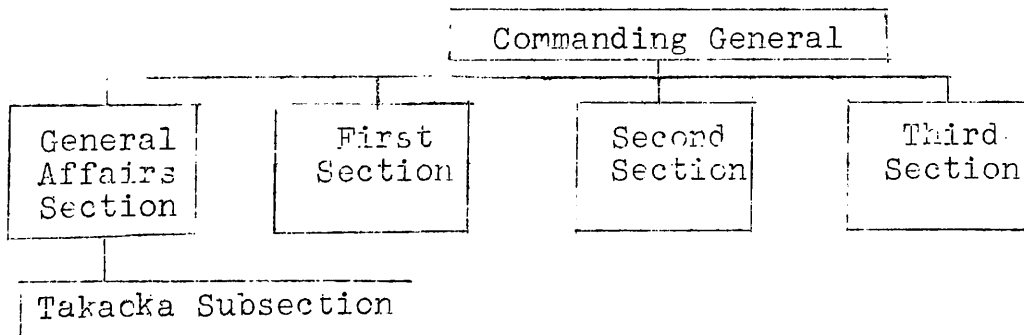 Commanding General
General
Affairs
Section
First
Section
Second
Section
Third
Section
Takacka Subsection